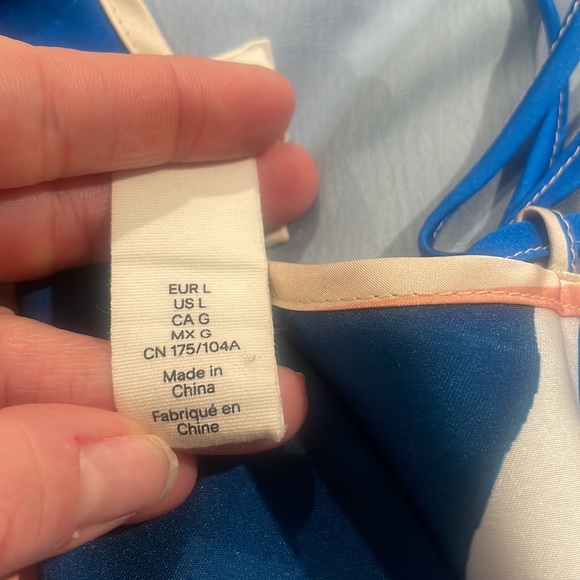 EUR L
US L
CA G
MX G
CN 175/104A
Made in
China
Fabriqué en
Chine